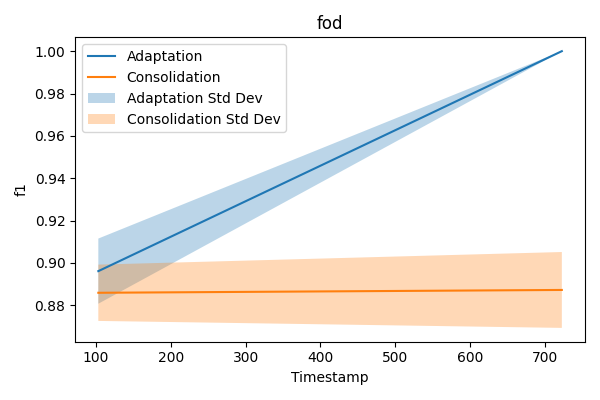 fod
Adaptation
Consolidation
Adaptation Std Dev
Consolidation Std Dev
f1
1.00
0.98
0.96
0.94
0.92
0.90
0.88
100 200 300 400 500 600 700
Timestamp